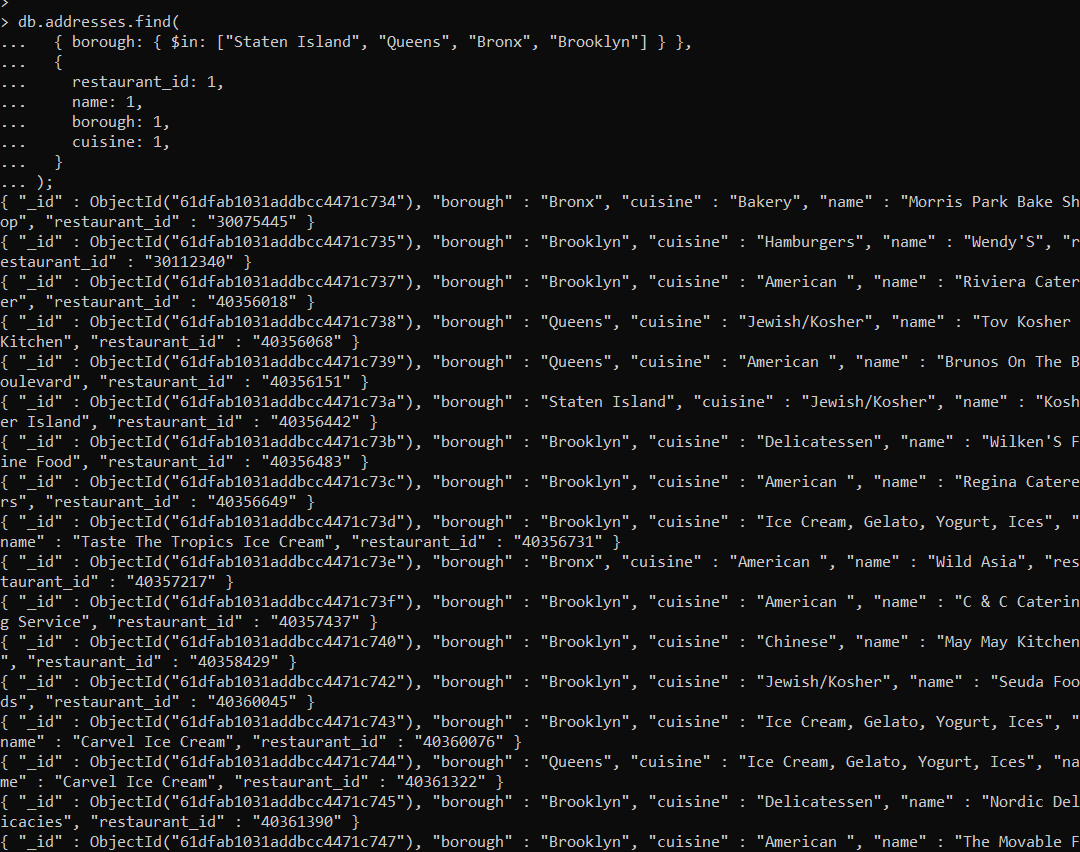 >
> db.addresses.find(
...   { borough: { $in: ["Staten Island", "Queens", "Bronx", "Brooklyn"] } },
...   {
...     restaurant_id: 1,
...     name: 1,
...     borough: 1,
...     cuisine: 1,
...   }
... );
{ "_id" : ObjectId("61dfab1031addbcc4471c734"), "borough" : "Bronx", "cuisine" : "Bakery", "name" : "Morris Park Bake Sh
op", "restaurant_id" : "30075445" }
{ "_id" : ObjectId("61dfab1031addbcc4471c735"), "borough" : "Brooklyn", "cuisine" : "Hamburgers", "name" : "Wendy'S", "r
estaurant_id" : "30112340" }
{ "_id" : ObjectId("61dfab1031addbcc4471c737"), "borough" : "Brooklyn", "cuisine" : "American ", "name" : "Riviera Cater
er", "restaurant_id" : "40356018" }
{ "_id" : ObjectId("61dfab1031addbcc4471c738"), "borough" : "Queens", "cuisine" : "Jewish/Kosher", "name" : "Tov Kosher
Kitchen", "restaurant_id" : "40356068" }
{ "_id" : ObjectId("61dfab1031addbcc4471c739"), "borough" : "Queens", "cuisine" : "American ", "name" : "Brunos On The B
oulevard", "restaurant_id" : "40356151" }
{ "_id" : ObjectId("61dfab1031addbcc4471c73a"), "borough" : "Staten Island", "cuisine" : "Jewish/Kosher", "name" : "Kosh
er Island", "restaurant_id" : "40356442" }
{ "_id" : ObjectId("61dfab1031addbcc4471c73b"), "borough" : "Brooklyn", "cuisine" : "Delicatessen", "name" : "Wilken'S F
ine Food", "restaurant_id" : "40356483" }
{ "_id" : ObjectId("61dfab1031addbcc4471c73c"), "borough" : "Brooklyn", "cuisine" : "American ", "name" : "Regina Catere
rs", "restaurant_id" : "40356649" }
{ "_id" : ObjectId("61dfab1031addbcc4471c73d"), "borough" : "Brooklyn", "cuisine" : "Ice Cream, Gelato, Yogurt, Ices", "
name" : "Taste The Tropics Ice Cream", "restaurant_id" : "40356731" }
{ "_id" : ObjectId("61dfab1031addbcc4471c73e"), "borough" : "Bronx", "cuisine" : "American ", "name" : "Wild Asia", "res
taurant_id" : "40357217" }
{ "_id" : ObjectId("61dfab1031addbcc4471c73f"), "borough" : "Brooklyn", "cuisine" : "American ", "name" : "C & C Caterin
g Service", "restaurant_id" : "40357437" }
{ "_id" : ObjectId("61dfab1031addbcc4471c740"), "borough" : "Brooklyn", "cuisine" : "Chinese", "name" : "May May Kitchen
", "restaurant_id" : "40358429" }
{ "_id" : ObjectId("61dfab1031addbcc4471c742"), "borough" : "Brooklyn", "cuisine" : "Jewish/Kosher", "name" : "Seuda Foo
ds", "restaurant_id" : "40360045" }
{ "_id" : ObjectId("61dfab1031addbcc4471c743"), "borough" : "Brooklyn", "cuisine" : "Ice Cream, Gelato, Yogurt, Ices", "
name" : "Carvel Ice Cream", "restaurant_id" : "40360076" }
{ "_id" : ObjectId("61dfab1031addbcc4471c744"), "borough" : "Queens", "cuisine" : "Ice Cream, Gelato, Yogurt, Ices", "na
me" : "Carvel Ice Cream", "restaurant_id" : "40361322" }
{ "_id" : ObjectId("61dfab1031addbcc4471c745"), "borough" : "Brooklyn", "cuisine" : "Delicatessen", "name" : "Nordic Del
icacies", "restaurant_id" : "40361390" }
{ "_id" : ObjectId("61dfab1031addbcc4471c747"), "borough" : "Brooklyn", "cuisine" : "American ", "name" : "The Movable F